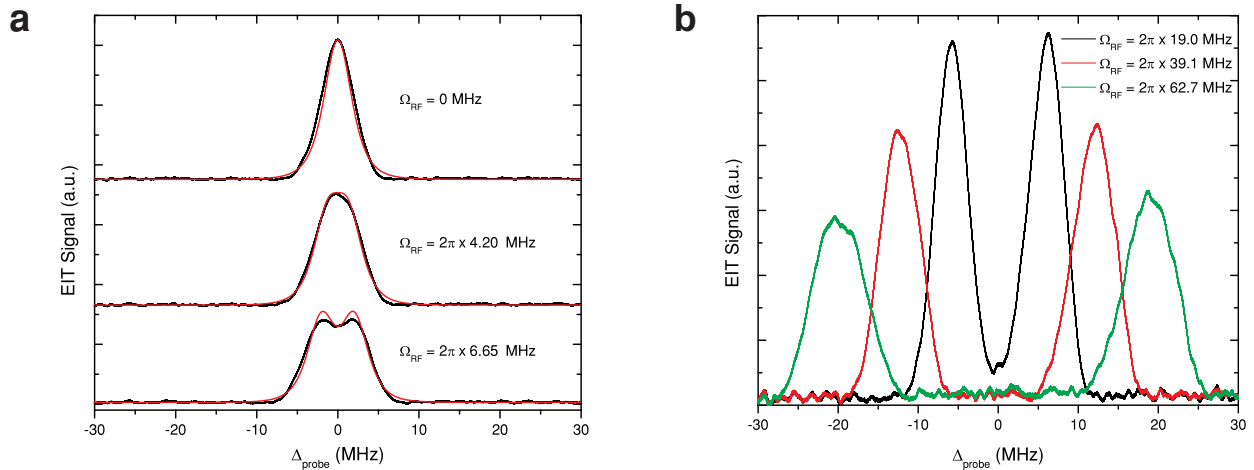 a
EIT Signal (a.u.)
Ω_RF = 0 MHz
Ω_RF = 2π x 4.20 MHz
Ω_RF = 2π x 6.65 MHz
-30 -20 -10 0 10 20 30
Δ_probe (MHz)
b
EIT Signal (a.u.)
Ω_RF = 2π x 19.0 MHz
Ω_RF = 2π x 39.1 MHz
Ω_RF = 2π x 62.7 MHz
-30 -20 -10 0 10 20 30
Δ_probe (MHz)